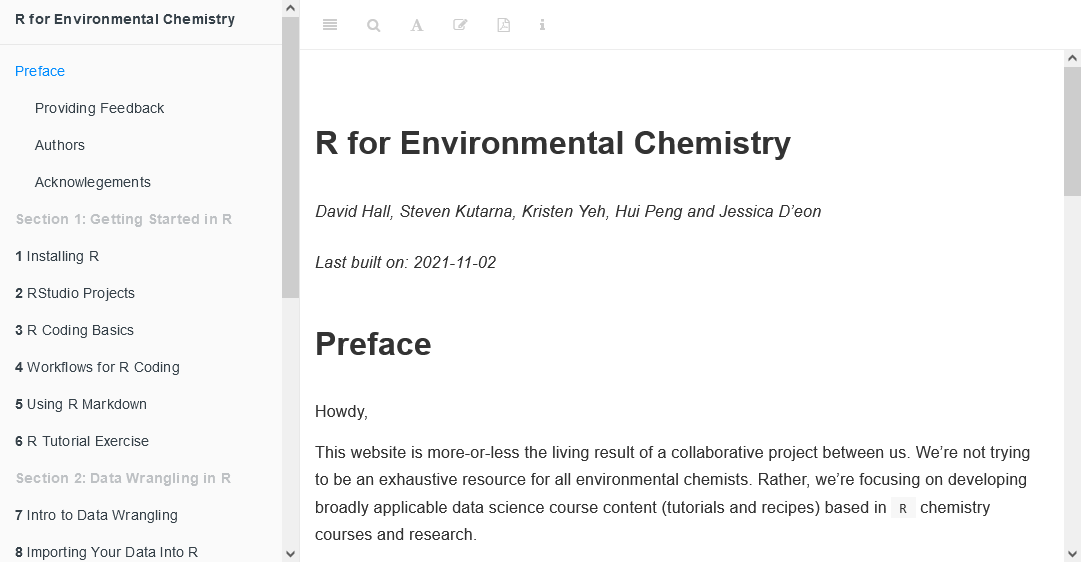 R for Environmental Chemistry
Preface
Providing Feedback
Authors
Acknowlegements
Section 1: Getting Started in R
1 Installing R
2 RStudio Projects
3 R Coding Basics
4 Workflows for R Coding
5 Using R Markdown
6 R Tutorial Exercise
Section 2: Data Wrangling in R
7 Intro to Data Wrangling
8 Importing Your Data Into R
R for Environmental Chemistry
David Hall, Steven Kutarna, Kristen Yeh, Hui Peng and Jessica D’eon
Last built on: 2021-11-02
Preface
Howdy,
This website is more-or-less the living result of a collaborative project between us. We’re not trying
to be an exhaustive resource for all environmental chemists. Rather, we’re focusing on developing
broadly applicable data science course content (tutorials and recipes) based in R chemistry
courses and research.